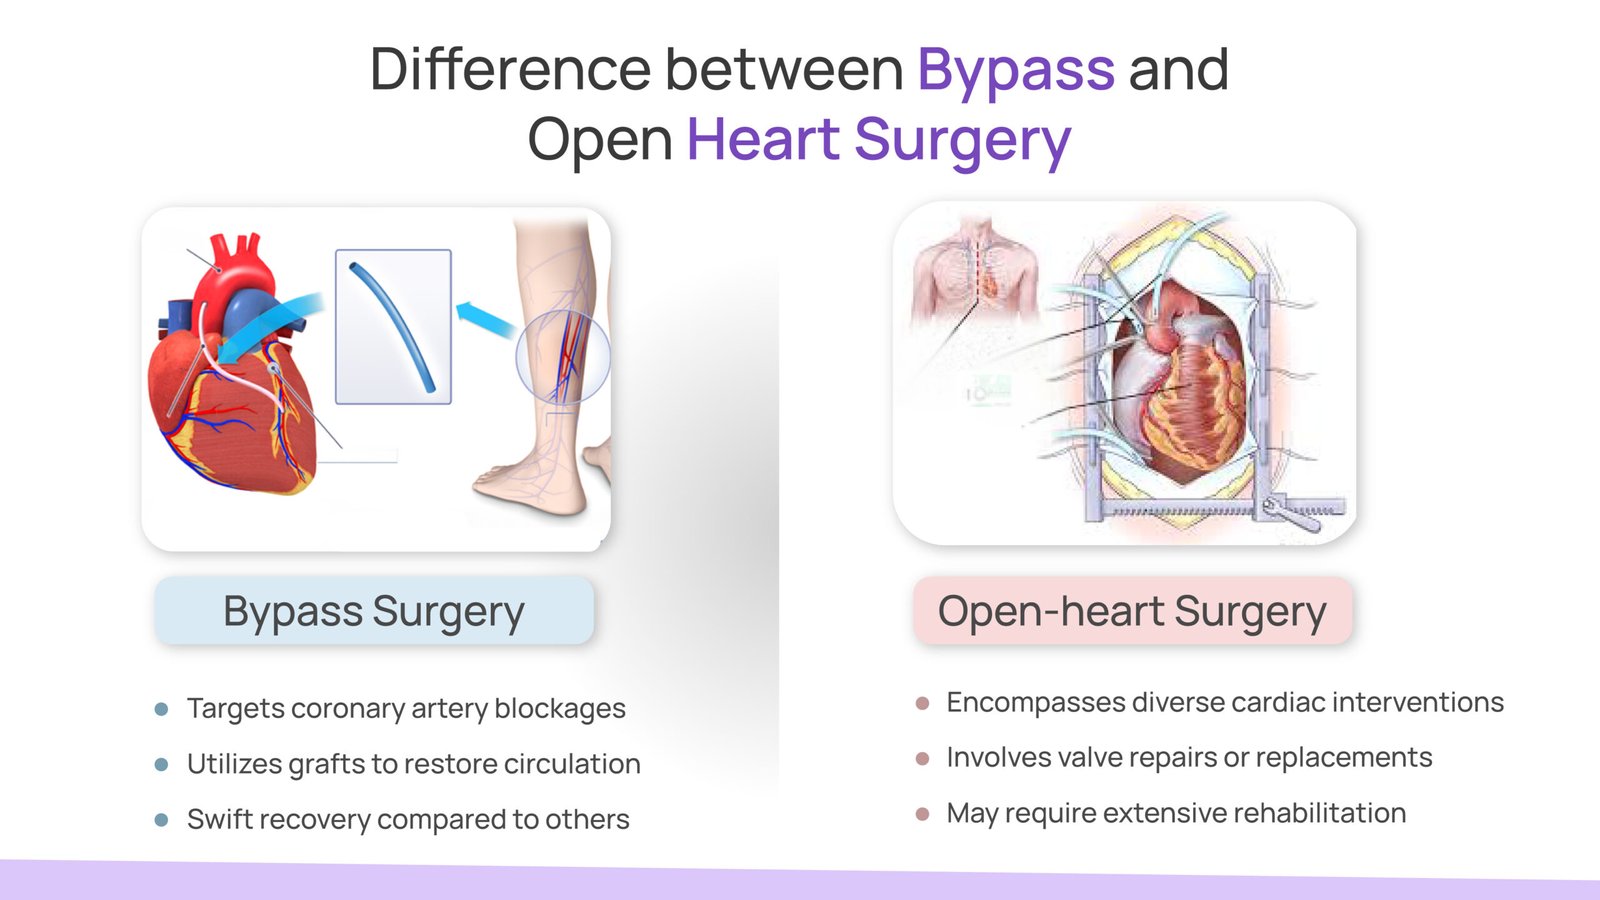 Difference between Bypass and
Open Heart Surgery
Bypass Surgery
Targets coronary artery blockages
Utilizes grafts to restore circulation
Swift recovery compared to others
Open-heart Surgery
Encompasses diverse cardiac interventions
Involves valve repairs or replacements
May require extensive rehabilitation